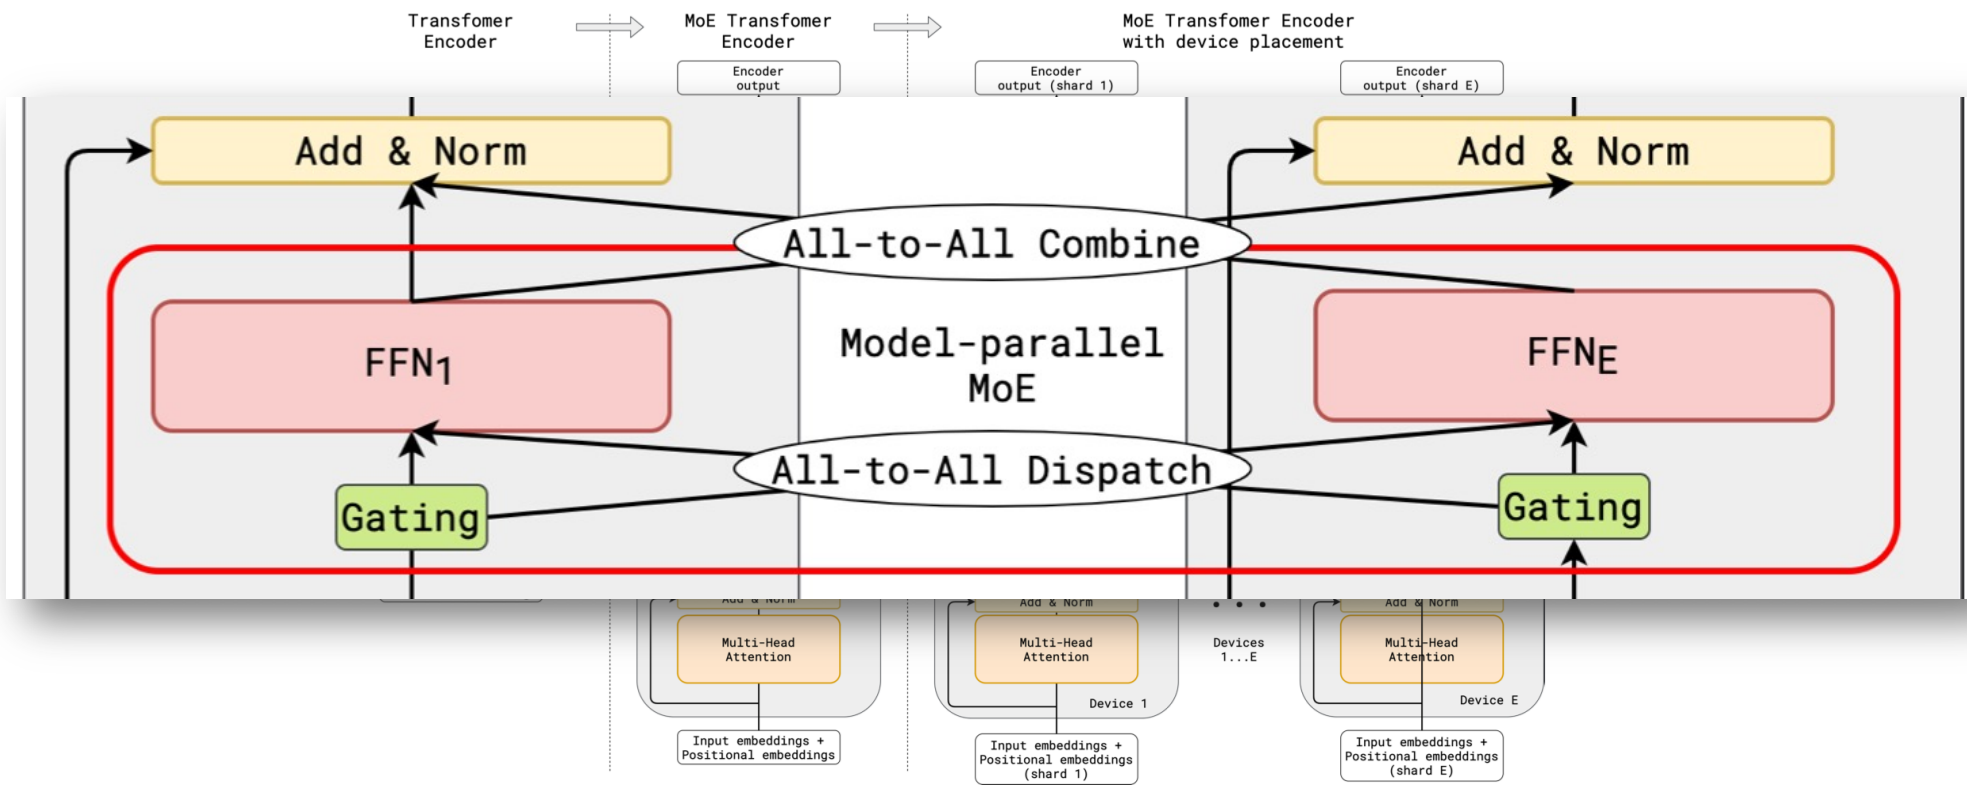 Transfomer
Encoder
MoE Transfomer
Encoder
MoE Transfomer Encoder
with device placement
Encoder
output
Encoder
output (shard 1)
Encoder
output (shard E)
Add & Norm
Add & Norm
All-to-All Combine
FFN1
Model-parallel
MoE
FFNE
All-to-All Dispatch
Gating
Gating
Add & Norm
Add & Norm
Add & Norm
Multi-Head
Attention
Multi-Head
Attention
Devices
1...E
Multi-Head
Attention
Device 1
Device E
Input embeddings +
Positional embeddings
Input embeddings +
Positional embeddings
(shard 1)
Input embeddings +
Positional embeddings
(shard E)